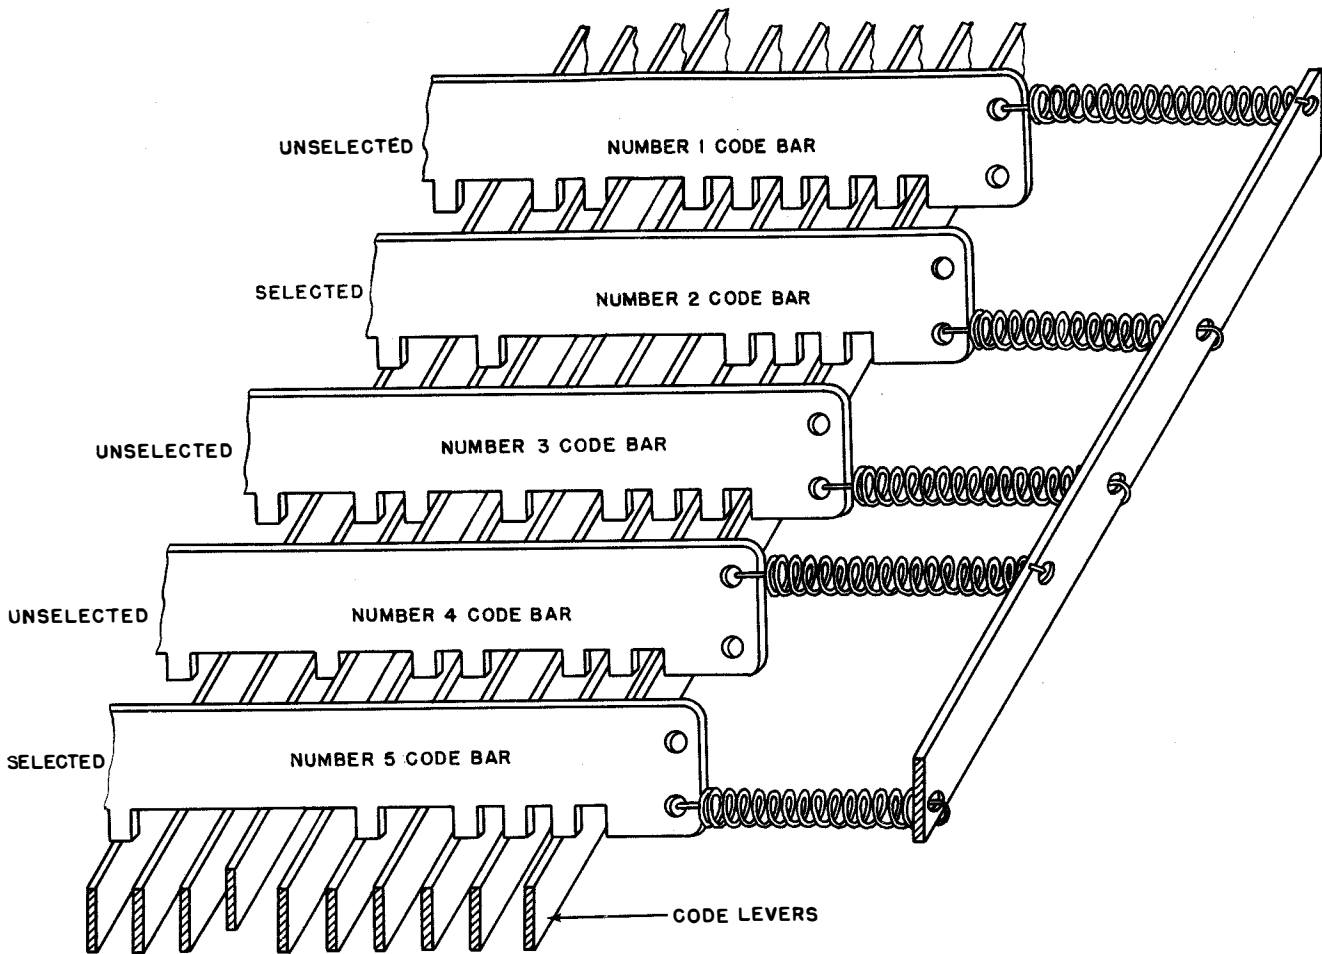 UNSELECTED
NUMBER 1 CODE BAR
SELECTED
NUMBER 2 CODE BAR
UNSELECTED
NUMBER 3 CODE BAR
UNSELECTED
NUMBER 4 CODE BAR
SELECTED
NUMBER 5 CODE BAR
CODE LEVERS